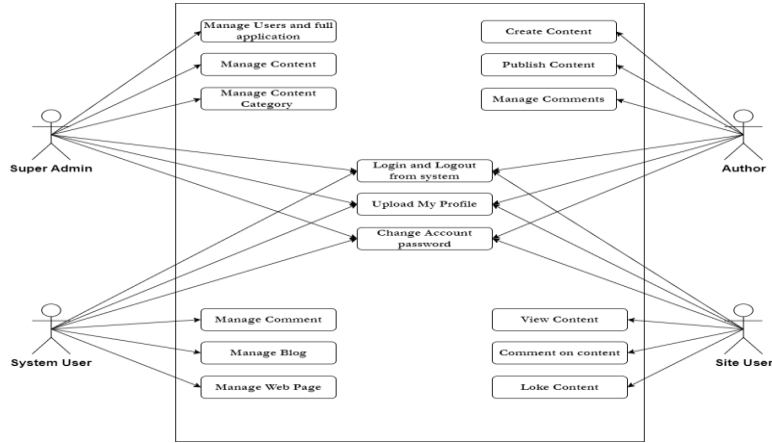 Manage Users and full
application
Manage Content
Manage Content
Category
Create Content
Publish Content
Manage Comments
Super Admin
Author
Login and Logout
from system
Upload My Profile
Change Account
password
Manage Comment
Manage Blog
Manage Web Page
View Content
Comment on content
Loke Content
System User
Site User